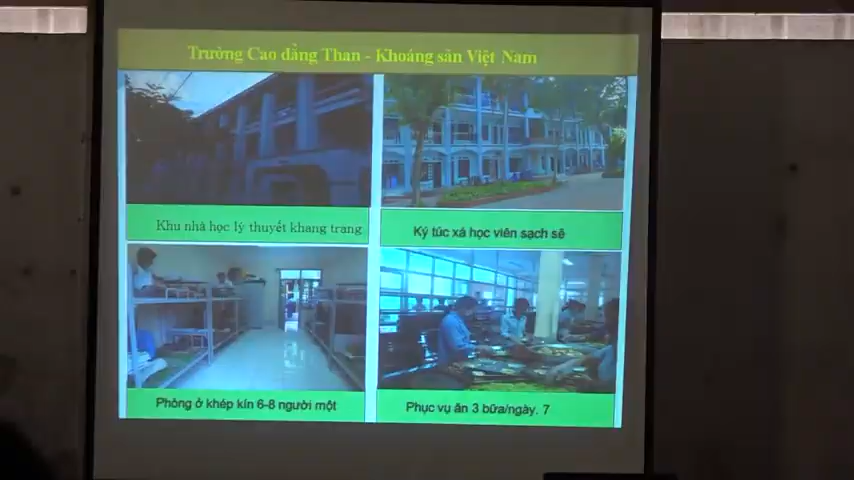 Trường Cao đẳng Than - Khoáng sản Việt Nam
Khu nhà học lý thuyết khang trang
Ký túc xá học viên sạch sẽ
Phòng ở khép kín 6-8 người một
Phục vụ ăn 3 bữa/ngày. 7